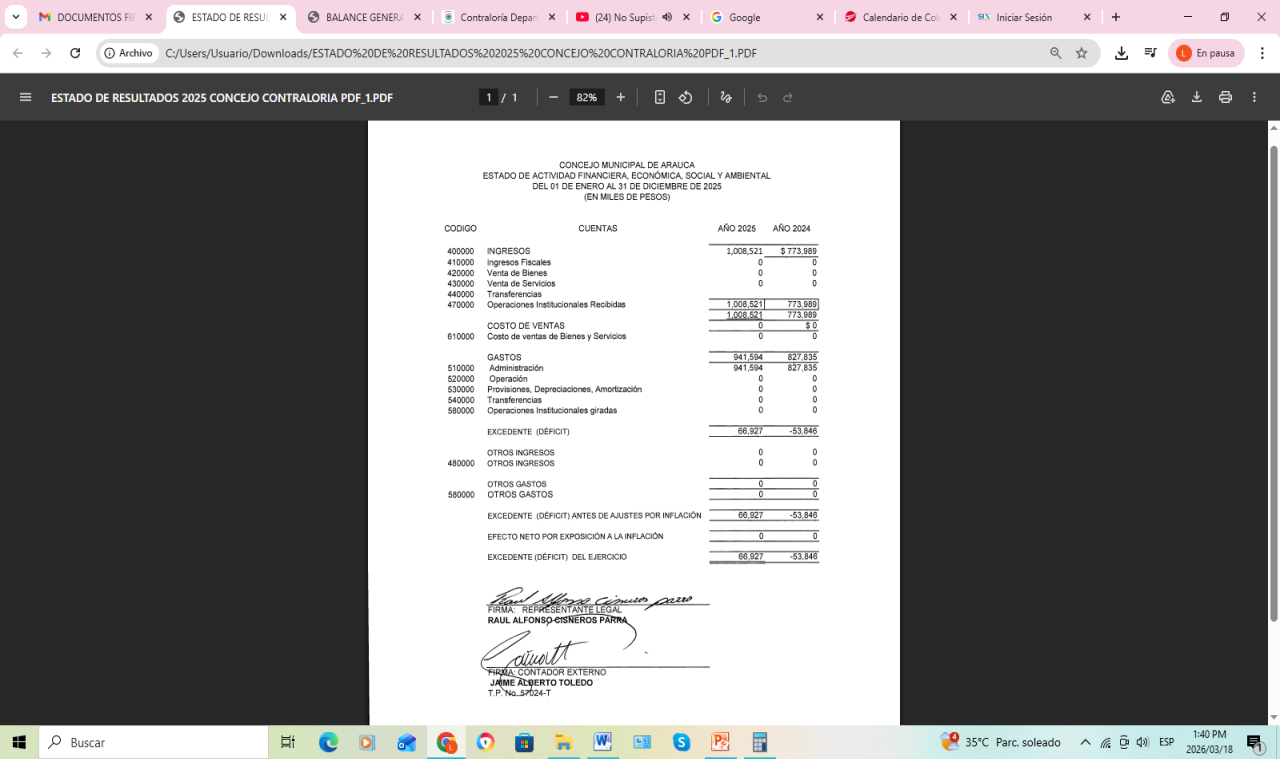 MDOCUMENTOS FII
ESTADO DE RESUL
BALANCE GENERA
Contraloría Depar
(24) No Supist
Google
Calendario de Col
Iniciar Sesión
Archivo C:/Users/Usuario/Downloads/ESTADO%20DE%20RESULTADOS%202025%20CONCEJO%20CONTRALORIA%20PDF_1.PDF
L En pausa
ESTADO DE RESULTADOS 2025 CONCEJO CONTRALORIA PDF_1.PDF 1 / 1 82%
CONCEJO MUNICIPAL DE ARAUCA
ESTADO DE ACTIVIDAD FINANCIERA, ECONÓMICA, SOCIAL Y AMBIENTAL
DEL 01 DE ENERO AL 31 DE DICIEMBRE DE 2025
(EN MILES DE PESOS)
CODIGO CUENTAS AÑO 2025 AÑO 2024
400000 INGRESOS 1,008,521 $ 773,989
410000 Ingresos Fiscales 0 0
420000 Venta de Bienes 0 0
430000 Venta de Servicios 0 0
440000 Transferencias
470000 Operaciones Institucionales Recibidas 1,008,521 773,989
1,008,521 773,989
COSTO DE VENTAS 0 $ 0
610000 Costo de ventas de Bienes y Servicios 0 0
GASTOS 941,594 827,835
510000 Administración 941,594 827,835
520000 Operación 0 0
530000 Provisiones, Depreciaciones, Amortización 0 0
540000 Transferencias 0 0
580000 Operaciones Institucionales giradas 0 0
EXCEDENTE (DÉFICIT) 66,927 -53,846
OTROS INGRESOS 0 0
480000 OTROS INGRESOS 0 0
OTROS GASTOS 0 0
580000 OTROS GASTOS 0 0
EXCEDENTE (DÉFICIT) ANTES DE AJUSTES POR INFLACIÓN 66,927 -53,846
EFECTO NETO POR EXPOSICIÓN A LA INFLACIÓN 0 0
EXCEDENTE (DÉFICIT) DEL EJERCICIO 66,927 -53,846
Raul Alfonso Cisneros Parra
FIRMA: REPRESENTANTE LEGAL
RAUL ALFONSO CISNEROS PARRA
FIRMA: CONTADOR EXTERNO
JAIME ALBERTO TOLEDO
T.P. No. 57024-T
Buscar
4 35°C Parc. soleado
ESP
1:40 PM
2026/03/18
1